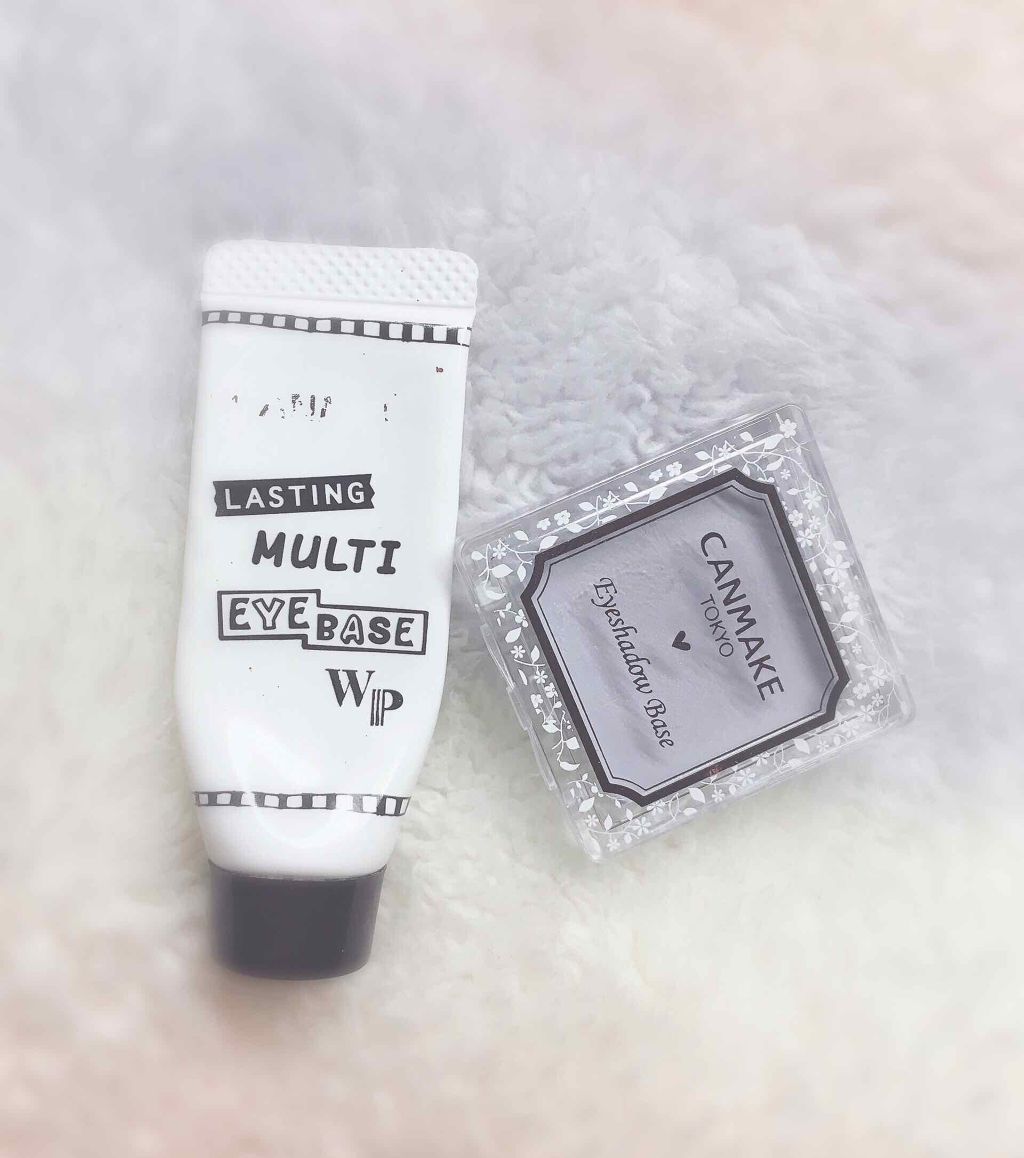 LASTING
MULTI
EYE BASE
WP
CANMAKE
TOKYO
Eyeshadow Base